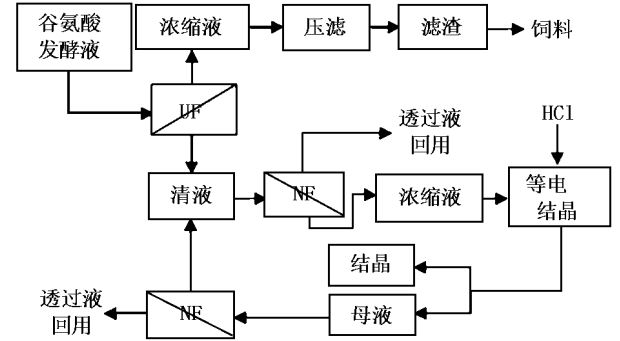 谷氨酸
发酵液
浓缩液
压滤
滤渣
饲料
UF
透过液
回用
HCl
清液
NF
浓缩液
等电
结晶
结晶
透过液
回用
NF
母液